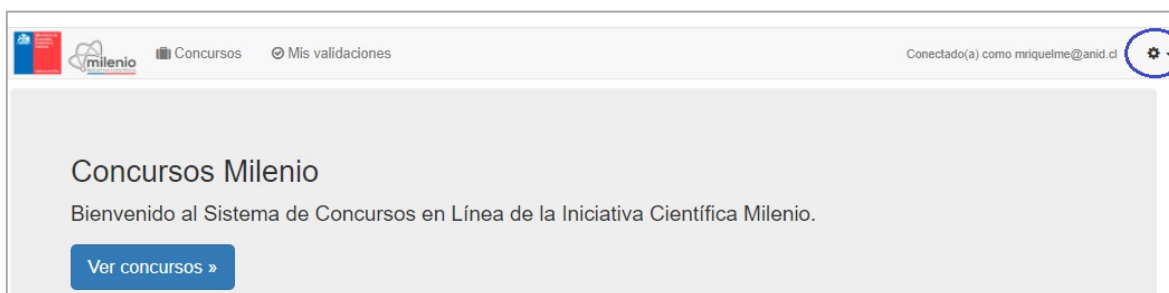 milenio
Concursos
Mis validaciones
Conectado(a) como mriquelme@anid.cl
Concursos Milenio
Bienvenido al Sistema de Concursos en Línea de la Iniciativa Científica Milenio.
Ver concursos »